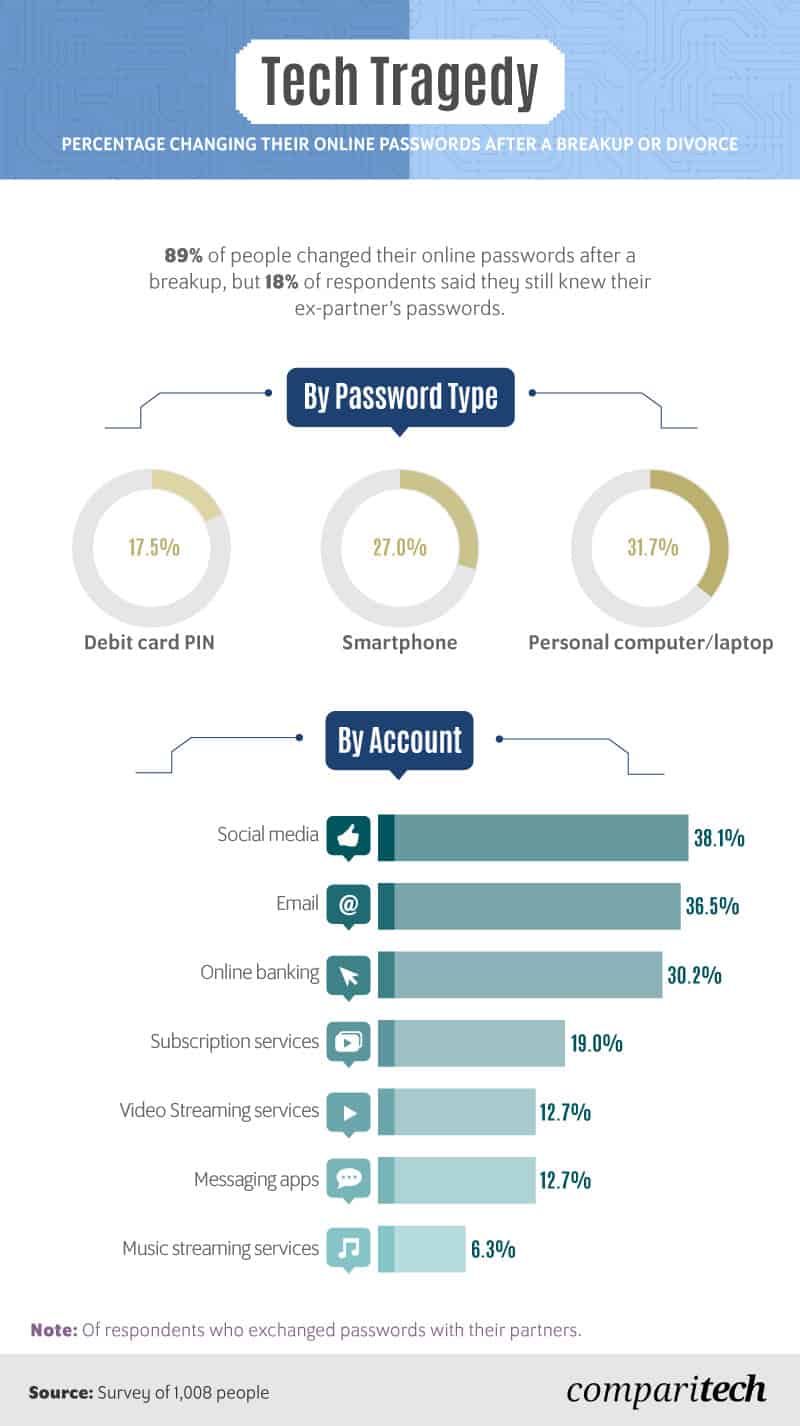 Tech Tragedy
PERCENTAGE CHANGING THEIR ONLINE PASSWORDS AFTER A BREAKUP OR DIVORCE
89% of people changed their online passwords after a
breakup, but 18% of respondents said they still knew their
ex-partner's passwords.
By Password Type
17.5%
27.0%
31.7%
Debit card PIN
Smartphone
Personal computer/laptop
By Account
Social media 38.1%
Email @ 36.5%
Online banking 30.2%
Subscription services 19.0%
Video Streaming services 12.7%
Messaging apps 12.7%
Music streaming services 6.3%
Note: Of respondents who exchanged passwords with their partners.
Source: Survey of 1,008 people
comparitech